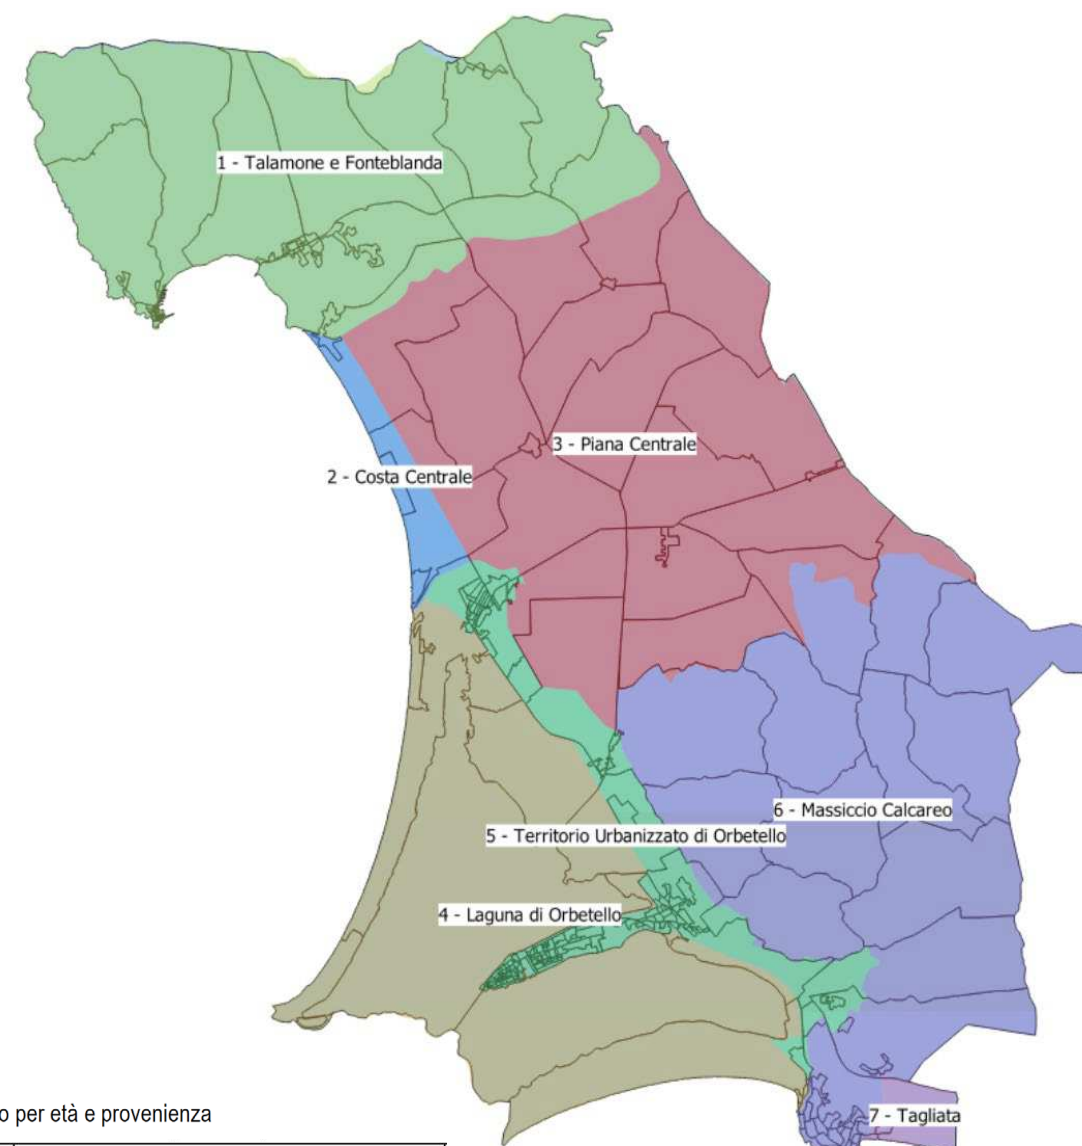 1 - Talamone e Fonteblanda
3 - Piana Centrale
2 - Costa Centrale
6 - Massiccio Calcareo
5 - Territorio Urbanizzato di Orbetello
4 - Laguna di Orbetello
o per età e provenienza
7 - Tagliata